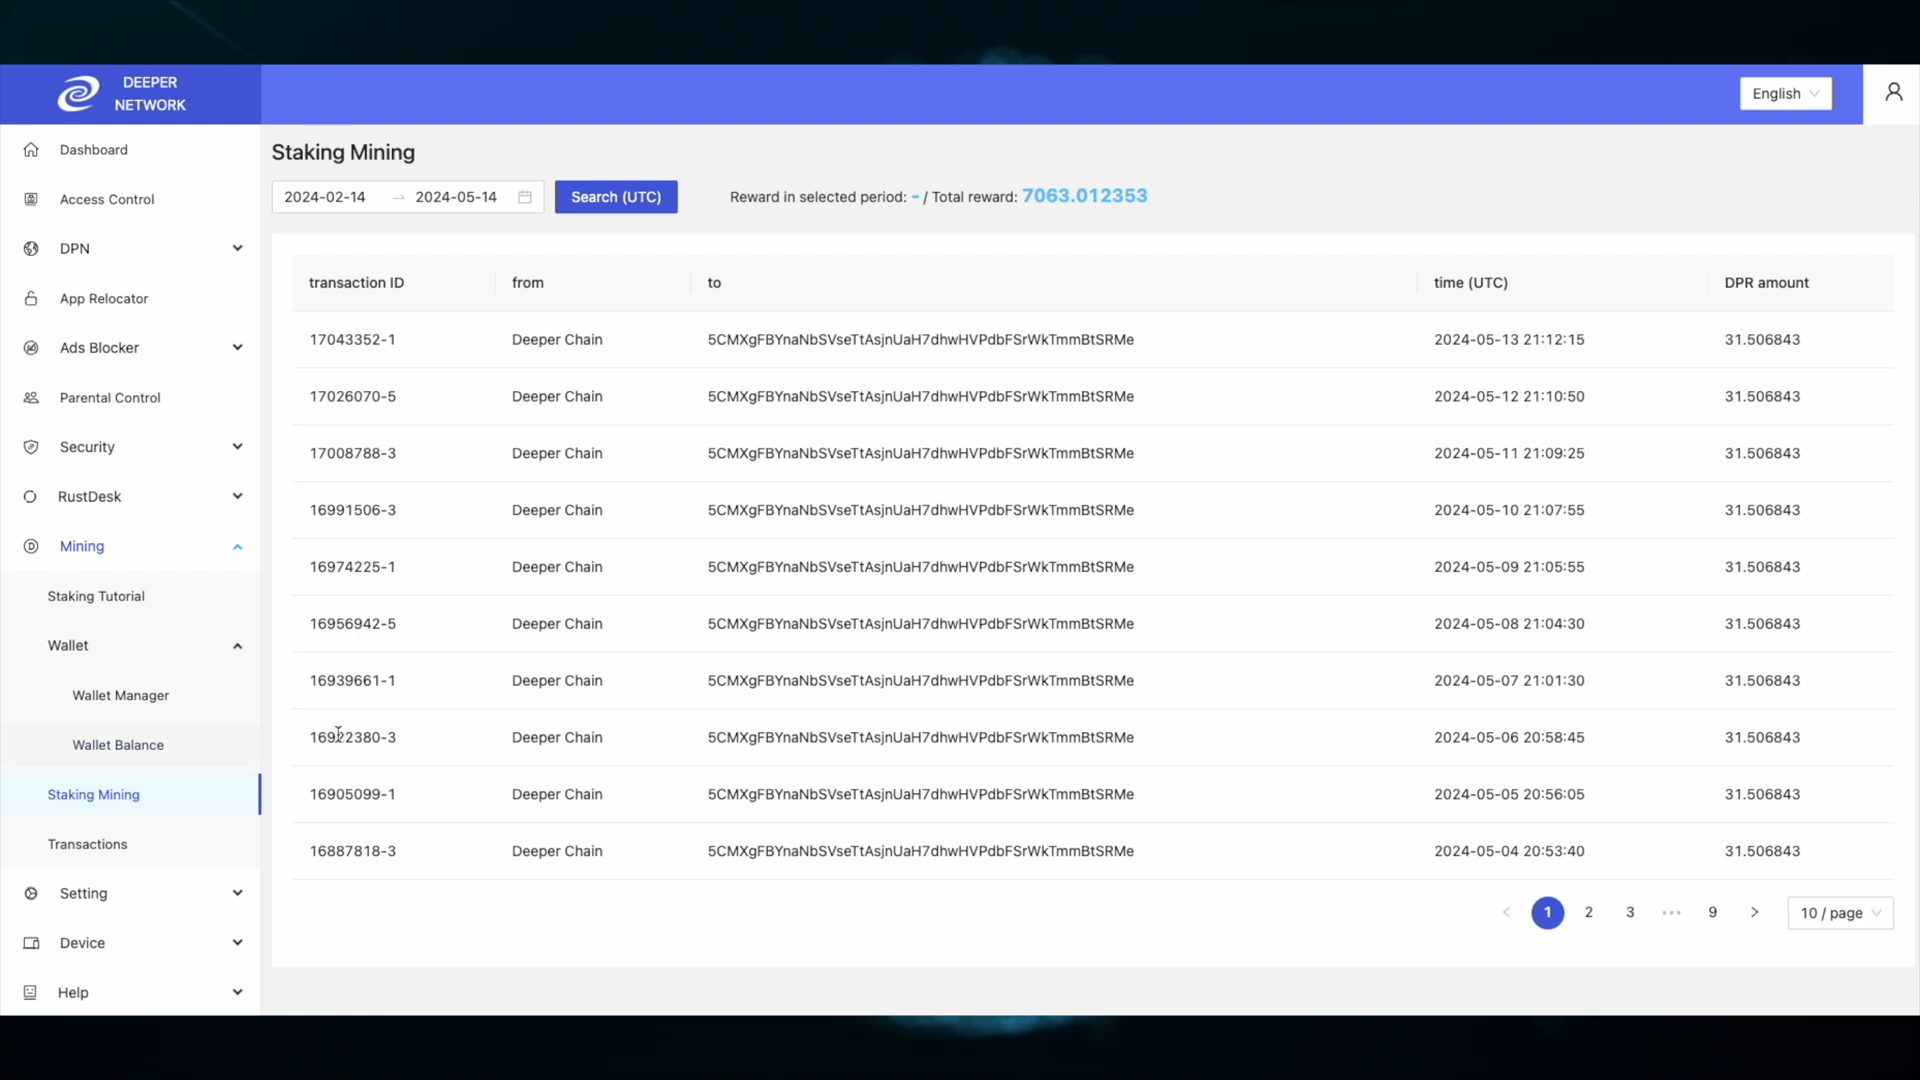 DEEPER
NETWORK
English
Dashboard
Access Control
DPN
App Relocator
Ads Blocker
Parental Control
Security
RustDesk
Mining
Staking Tutorial
Wallet
Wallet Manager
Wallet Balance
Staking Mining
Transactions
Setting
Device
Help
Staking Mining
2024-02-14 → 2024-05-14 Search (UTC) Reward in selected period: - / Total reward: 7063.012353
transaction ID from to time (UTC) DPR amount
17043352-1 Deeper Chain 5CMXgFBYnaNbSVseTtAsjnUaH7dhwHVPdbFSrWkTmmBtSRMe 2024-05-13 21:12:15 31.506843
17026070-5 Deeper Chain 5CMXgFBYnaNbSVseTtAsjnUaH7dhwHVPdbFSrWkTmmBtSRMe 2024-05-12 21:10:50 31.506843
17008788-3 Deeper Chain 5CMXgFBYnaNbSVseTtAsjnUaH7dhwHVPdbFSrWkTmmBtSRMe 2024-05-11 21:09:25 31.506843
16991506-3 Deeper Chain 5CMXgFBYnaNbSVseTtAsjnUaH7dhwHVPdbFSrWkTmmBtSRMe 2024-05-10 21:07:55 31.506843
16974225-1 Deeper Chain 5CMXgFBYnaNbSVseTtAsjnUaH7dhwHVPdbFSrWkTmmBtSRMe 2024-05-09 21:05:55 31.506843
16956942-5 Deeper Chain 5CMXgFBYnaNbSVseTtAsjnUaH7dhwHVPdbFSrWkTmmBtSRMe 2024-05-08 21:04:30 31.506843
16939661-1 Deeper Chain 5CMXgFBYnaNbSVseTtAsjnUaH7dhwHVPdbFSrWkTmmBtSRMe 2024-05-07 21:01:30 31.506843
16922380-3 Deeper Chain 5CMXgFBYnaNbSVseTtAsjnUaH7dhwHVPdbFSrWkTmmBtSRMe 2024-05-06 20:58:45 31.506843
16905099-1 Deeper Chain 5CMXgFBYnaNbSVseTtAsjnUaH7dhwHVPdbFSrWkTmmBtSRMe 2024-05-05 20:56:05 31.506843
16887818-3 Deeper Chain 5CMXgFBYnaNbSVseTtAsjnUaH7dhwHVPdbFSrWkTmmBtSRMe 2024-05-04 20:53:40 31.506843
< 1 2 3 ••• 9 > 10 / page